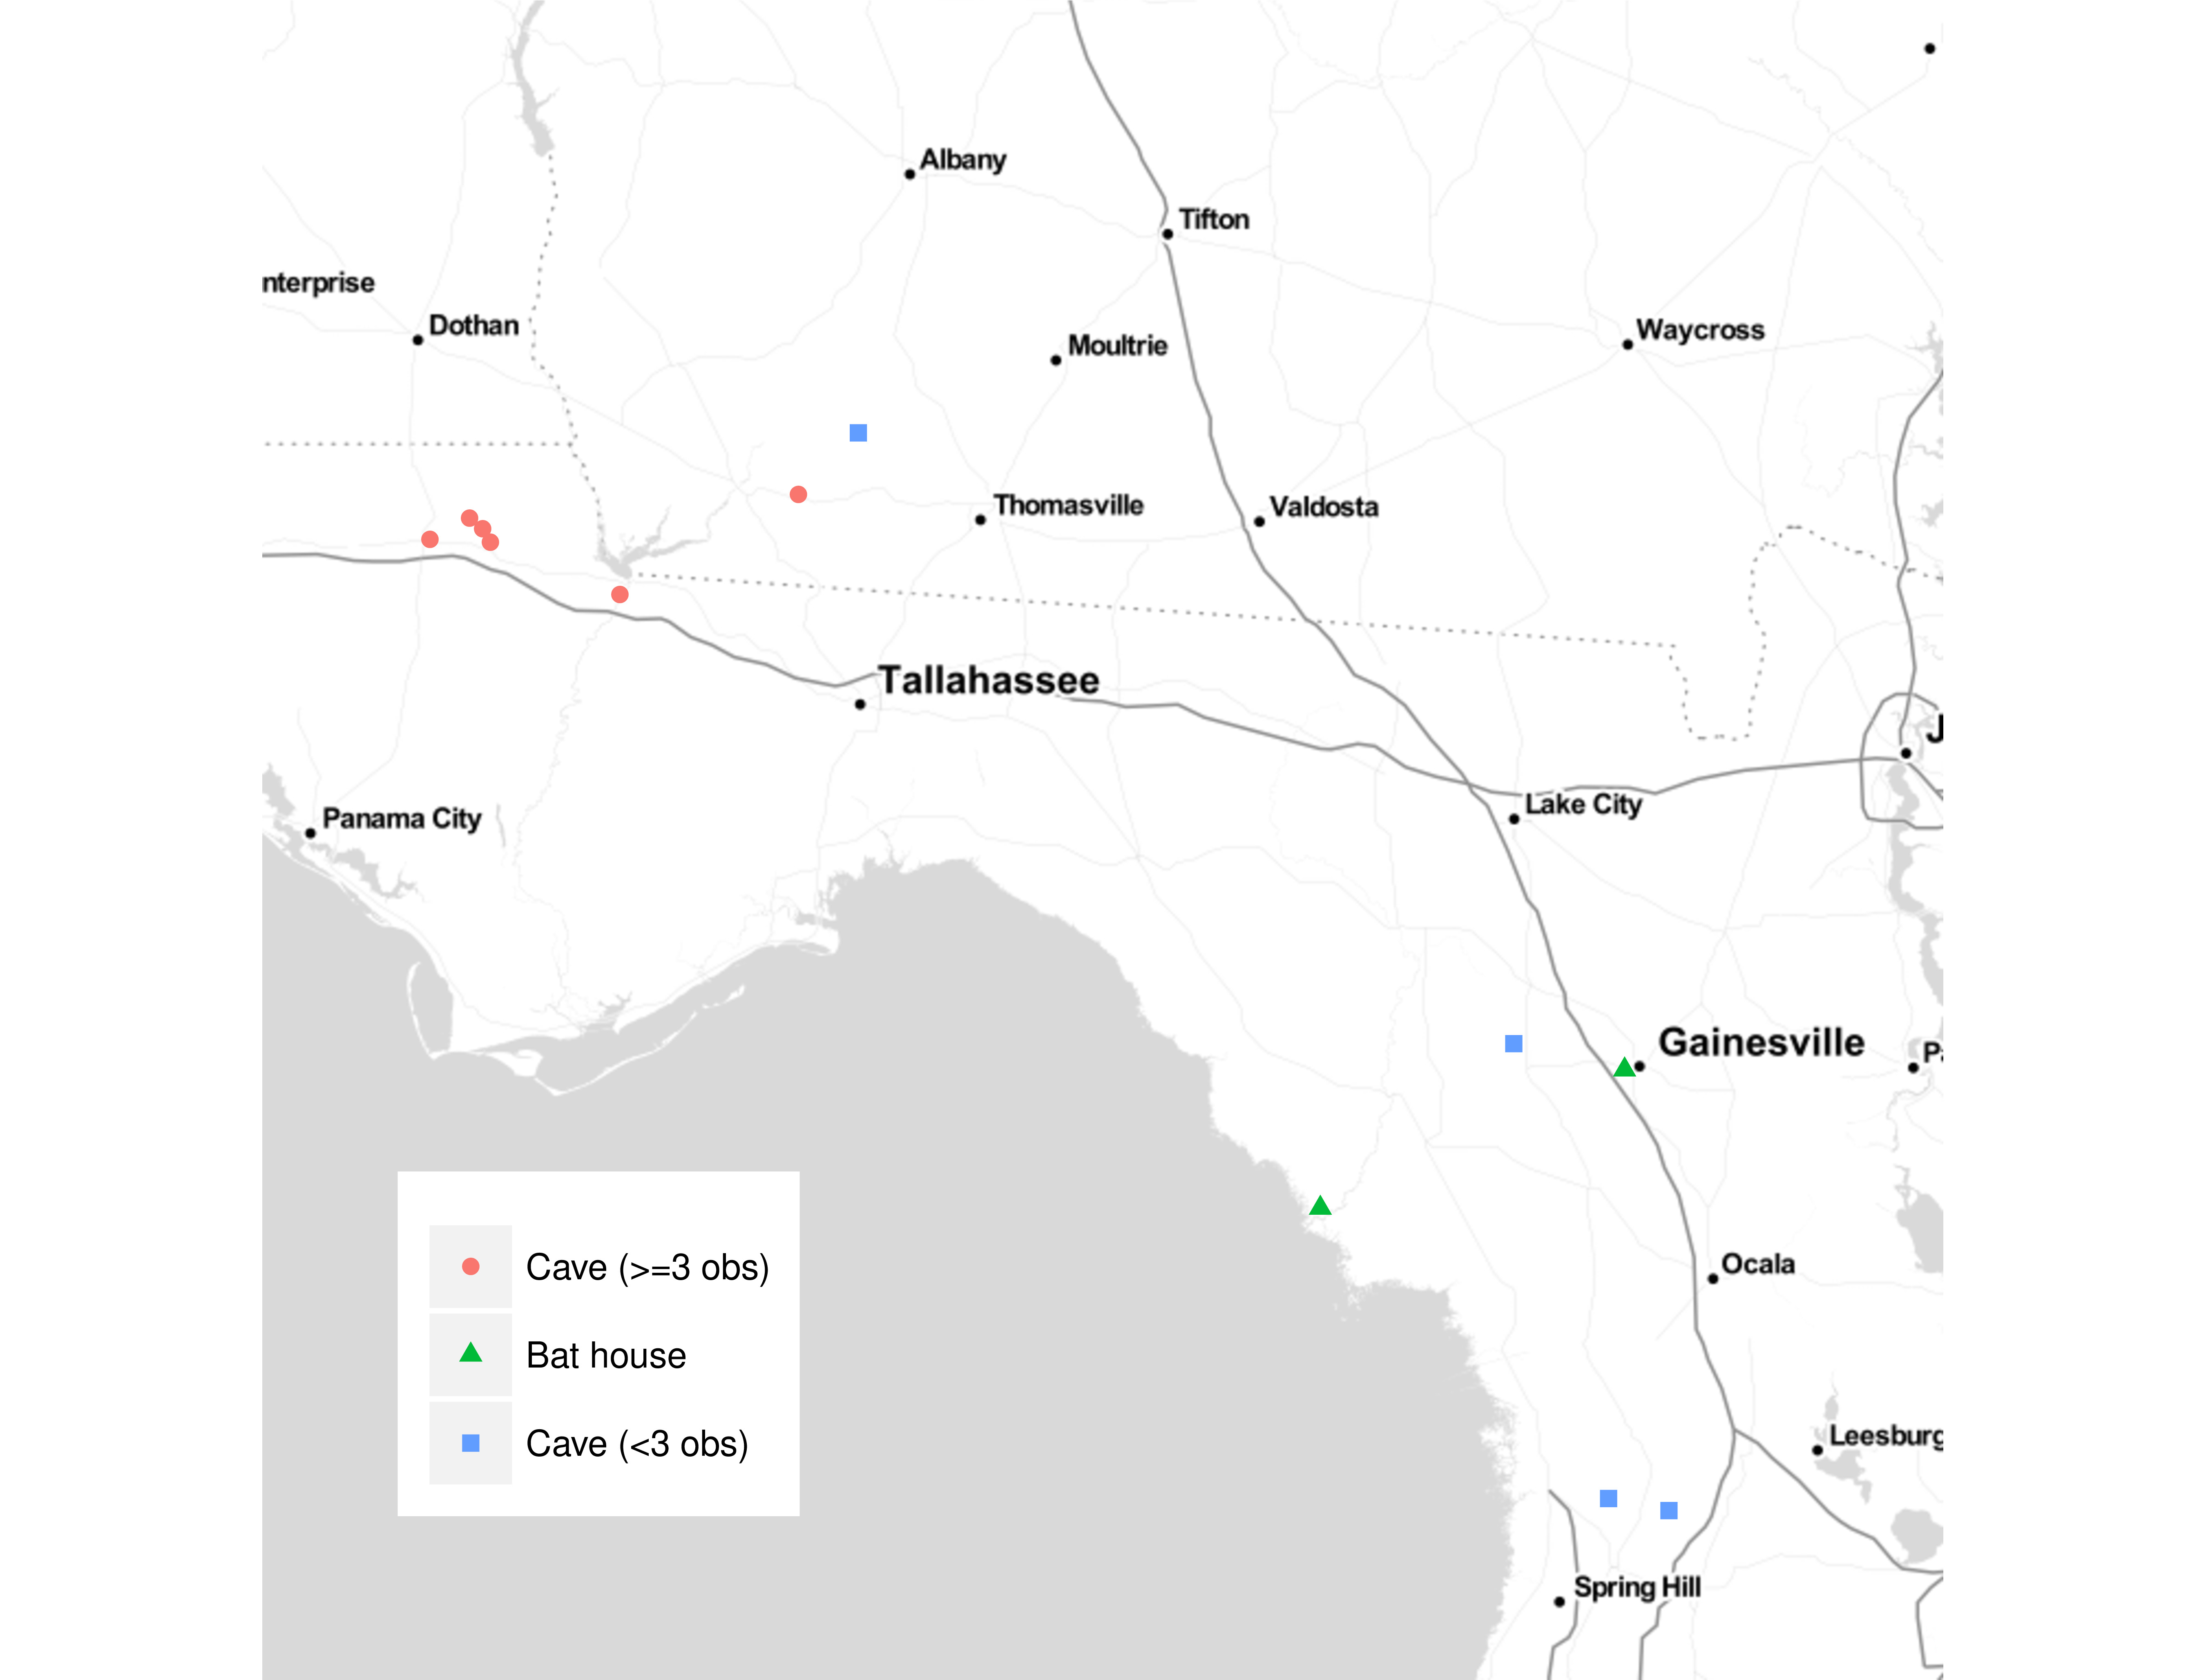 Albany
Tifton
nterprise
Dothan
Waycross
Moultrie
Thomasville
Valdosta
Tallahassee
J
Lake City
Panama City
Gainesville
P
Ocala
Cave (>=3 obs)
Bat house
Cave (<3 obs)
Leesburg
Spring Hill